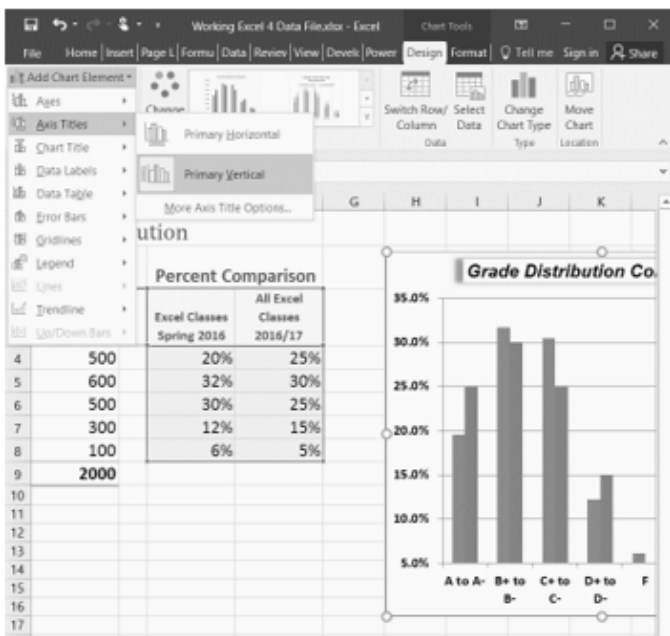 Working Excel 4 Data File.xlsx - Excel
Chart Tools
File Home Insert Page L Formu Data Review View Develk Power Design Format Tell me Sign in Share
Add Chart Element
Axes
Axis Titles
Chart Title
Data Labels
Data Table
Error Bars
Gridlines
Legend
Lines
Trendline
Up/Down Bars
Primary Horizontal
Primary Vertical
More Axis Title Options...
Change
Switch Row/
Column
Select
Data
Change
Chart Type
Move
Chart
Data Type Location
G H I J K
ution
Percent Comparison
Excel Classes
Spring 2016
All Excel
Classes
2016/17
4 500 20% 25%
5 600 32% 30%
6 500 30% 25%
7 300 12% 15%
8 100 6% 5%
9 2000
10
11
12
13
14
15
16
17
Grade Distribution Co
35.0%
30.0%
25.0%
20.0%
15.0%
10.0%
5.0%
A to A- B+ to C+ to D+ to F
B- C- D-